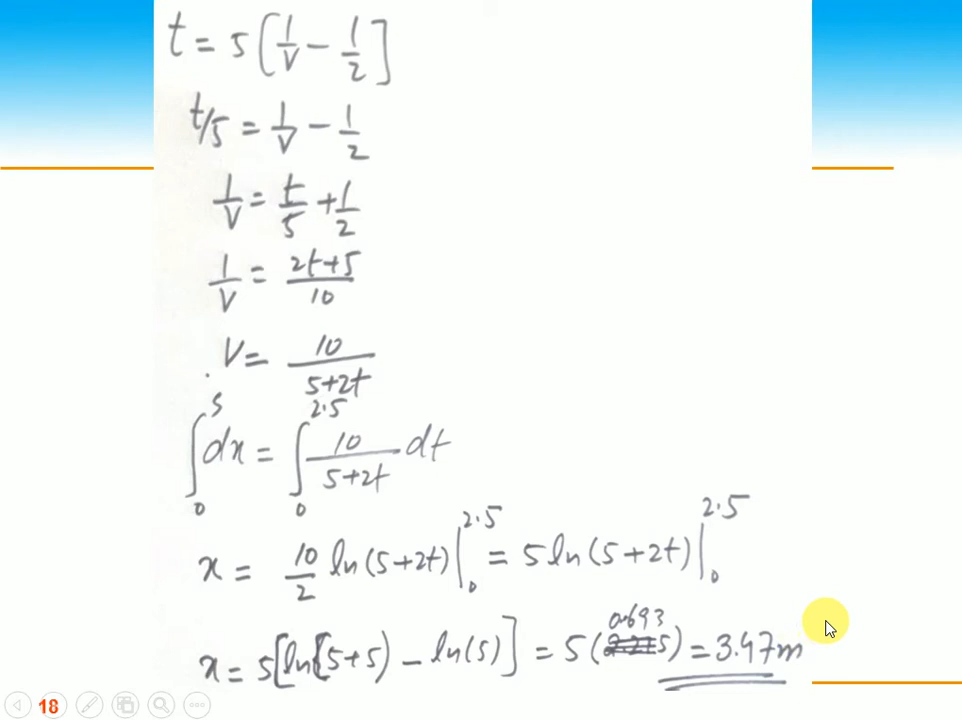 t = 5 [1/v - 1/2]
t/5 = 1/v - 1/2
1/v = t/5 + 1/2
1/v = (2t+5)/10
v = 10/(5+2t)
∫₀ˢ dx = ∫₀^2.5 10/(5+2t) dt
x = 10/2 ln(5+2t)|₀^2.5 = 5 ln(5+2t)|₀^2.5
x = 5[ln(5+5) - ln(5)] = 5(0.693) = 3.47m
18